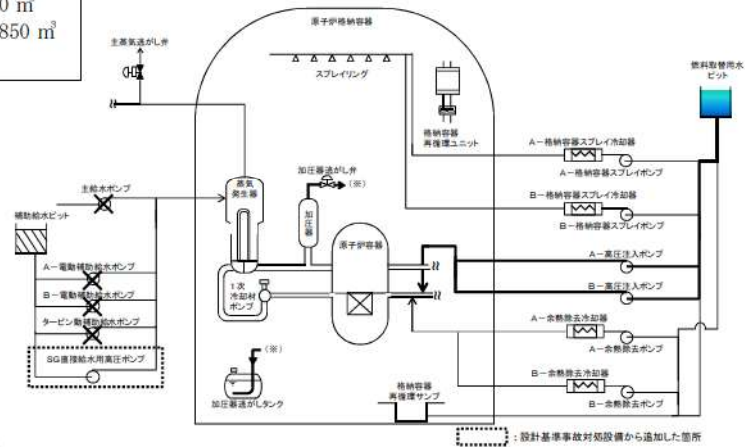 0 ㎥
850 ㎥
主蒸気逃がし弁
原子炉格納容器
スプレイリング
格納容器
再循環ユニット
燃料取替用水
ピット
A-格納容器スプレイ冷却器
A-格納容器スプレイポンプ
加圧器逃がし弁
(※)
主給水ポンプ
蒸気
発生器
B-格納容器スプレイ冷却器
B-格納容器スプレイポンプ
補助給水ピット
加
圧
器
原子炉容器
A-高圧注入ポンプ
A-電動補助給水ポンプ
B-高圧注入ポンプ
B-電動補助給水ポンプ
1次
冷却材
ポンプ
A-余熱除去冷却器
タービン動補助給水ポンプ
A-余熱除去ポンプ
SG直接給水用高圧ポンプ
(※)
B-余熱除去冷却器
格納容器
再循環サンプ
B-余熱除去ポンプ
加圧器逃がしタンク
:設計基準事故対処設備から追加した箇所